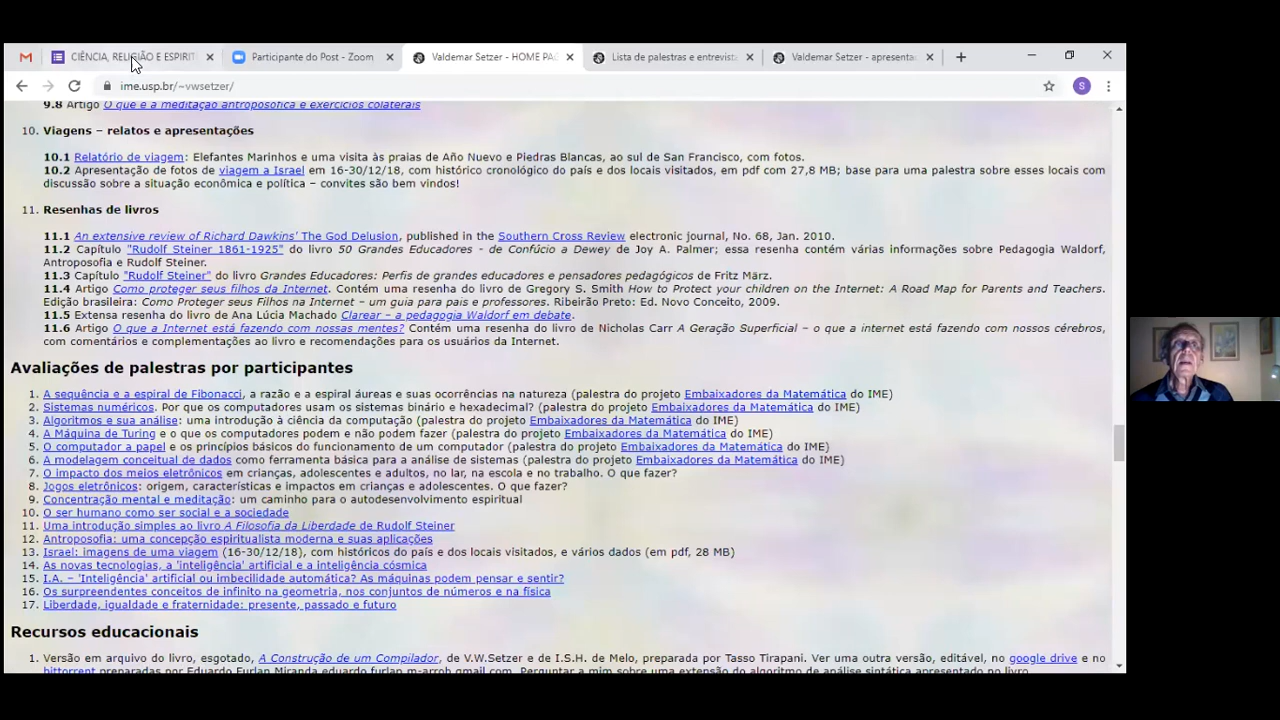 CIÊNCIA, RELIGIÃO E ESPIRIT
Participante do Post - Zoom
Valdemar Setzer - HOME PA
Lista de palestras e entrevist
Valdemar Setzer - apresenta
ime.usp.br/~vwsetzer/
S
9.8 Artigo O que é a meditação antroposófica e exercícios colaterais
10. Viagens – relatos e apresentações
10.1 Relatório de viagem: Elefantes Marinhos e uma visita às praias de Año Nuevo e Piedras Blancas, ao sul de San Francisco, com fotos.
10.2 Apresentação de fotos de viagem a Israel em 16-30/12/18, com histórico cronológico do país e dos locais visitados, em pdf com 27,8 MB; base para uma palestra sobre esses locais com
discussão sobre a situação econômica e política – convites são bem vindos!
11. Resenhas de livros
11.1 An extensive review of Richard Dawkins' The God Delusion, published in the Southern Cross Review electronic journal, No. 68, Jan. 2010.
11.2 Capítulo "Rudolf Steiner 1861-1925" do livro 50 Grandes Educadores - de Confúcio a Dewey de Joy A. Palmer; essa resenha contém várias informações sobre Pedagogia Waldorf,
Antroposofia e Rudolf Steiner.
11.3 Capítulo "Rudolf Steiner" do livro Grandes Educadores: Perfis de grandes educadores e pensadores pedagógicos de Fritz März.
11.4 Artigo Como proteger seus filhos da Internet. Contém uma resenha do livro de Gregory S. Smith How to Protect your children on the Internet: A Road Map for Parents and Teachers.
Edição brasileira: Como Proteger seus Filhos na Internet – um guia para pais e professores. Ribeirão Preto: Ed. Novo Conceito, 2009.
11.5 Extensa resenha do livro de Ana Lúcia Machado Clarear – a pedagogia Waldorf em debate.
11.6 Artigo O que a Internet está fazendo com nossas mentes? Contém uma resenha do livro de Nicholas Carr A Geração Superficial – o que a internet está fazendo com nossos cérebros,
com comentários e complementações ao livro e recomendações para os usuários da Internet.
Avaliações de palestras por participantes
1. A sequência e a espiral de Fibonacci, a razão e a espiral áureas e suas ocorrências na natureza (palestra do projeto Embaixadores da Matemática do IME)
2. Sistemas numéricos. Por que os computadores usam os sistemas binário e hexadecimal? (palestra do projeto Embaixadores da Matemática do IME)
3. Algoritmos e sua análise: uma introdução à ciência da computação (palestra do projeto Embaixadores da Matemática do IME)
4. A Máquina de Turing e o que os computadores podem e não podem fazer (palestra do projeto Embaixadores da Matemática do IME)
5. O computador a papel e os princípios básicos do funcionamento de um computador (palestra do projeto Embaixadores da Matemática do IME)
6. A modelagem conceitual de dados como ferramenta básica para a análise de sistemas (palestra do projeto Embaixadores da Matemática do IME)
7. O impacto dos meios eletrônicos em crianças, adolescentes e adultos, no lar, na escola e no trabalho. O que fazer?
8. Jogos eletrônicos: origem, características e impactos em crianças e adolescentes. O que fazer?
9. Concentração mental e meditação: um caminho para o autodesenvolvimento espiritual
10. O ser humano como ser social e a sociedade
11. Uma introdução simples ao livro A Filosofia da Liberdade de Rudolf Steiner
12. Antroposofia: uma concepção espiritualista moderna e suas aplicações
13. Israel: imagens de uma viagem (16-30/12/18), com históricos do país e dos locais visitados, e vários dados (em pdf, 28 MB)
14. As novas tecnologias, a 'inteligência' artificial e a inteligência cósmica
15. I.A. – 'Inteligência' artificial ou imbecilidade automática? As máquinas podem pensar e sentir?
16. Os surpreendentes conceitos de infinito na geometria, nos conjuntos de números e na física
17. Liberdade, igualdade e fraternidade: presente, passado e futuro
Recursos educacionais
1. Versão em arquivo do livro, esgotado, A Construção de um Compilador, de V.W.Setzer e de I.S.H. de Melo, preparada por Tasso Tirapani. Ver uma outra versão, editável, no google drive e no
bittorrent preparadas por Eduardo Furlan Miranda eduardo.furlan m-arrob gmail.com. Perguntar a mim sobre uma extensão do algoritmo de análise sintática apresentado no livro.